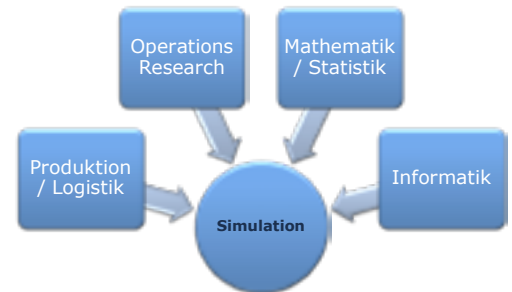 Operations
Research
Mathematik
/ Statistik
Produktion
/ Logistik
Informatik
Simulation